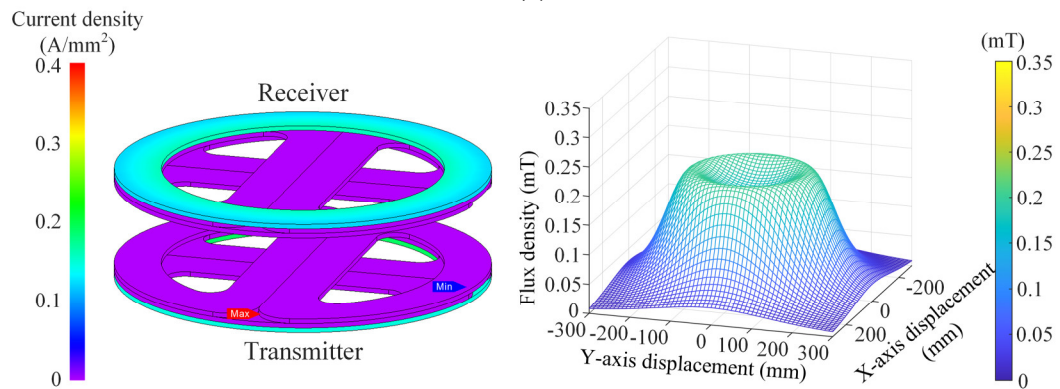 Current density
(A/mm²)
0.4
0.3
0.2
0.1
0
Receiver
Min
Max
Transmitter
0.35
0.3
0.25
0.2
0.15
0.1
0.05
0
Flux density (mT)
-300
-200
-100
0
100
200
300
Y-axis displacement (mm)
-200
0
200
X-axis displacement
(mm)
(mT)
0.35
0.3
0.25
0.2
0.15
0.1
0.05
0